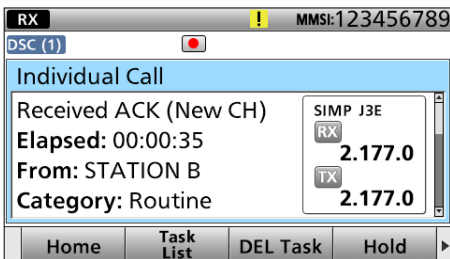 RX ! MMSI:123456789
DSC (1)
Individual Call
Received ACK (New CH)
Elapsed: 00:00:35
From: STATION B
Category: Routine
SIMP J3E
RX
2.177.0
TX
2.177.0
Home Task List DEL Task Hold